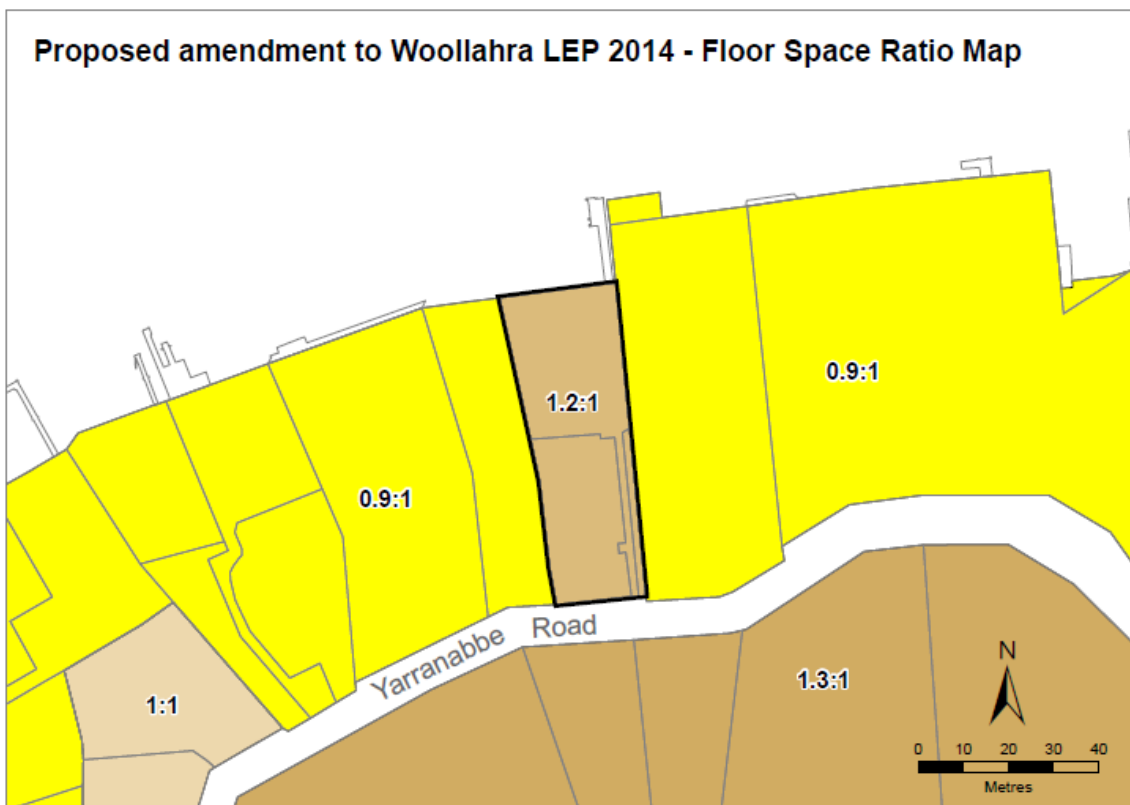 Proposed amendment to Woollahra LEP 2014 - Floor Space Ratio Map
0.9:1
1.2:1
0.9:1
Yarranabbe Road
1:1
1.3:1
N
0 10 20 30 40
Metres